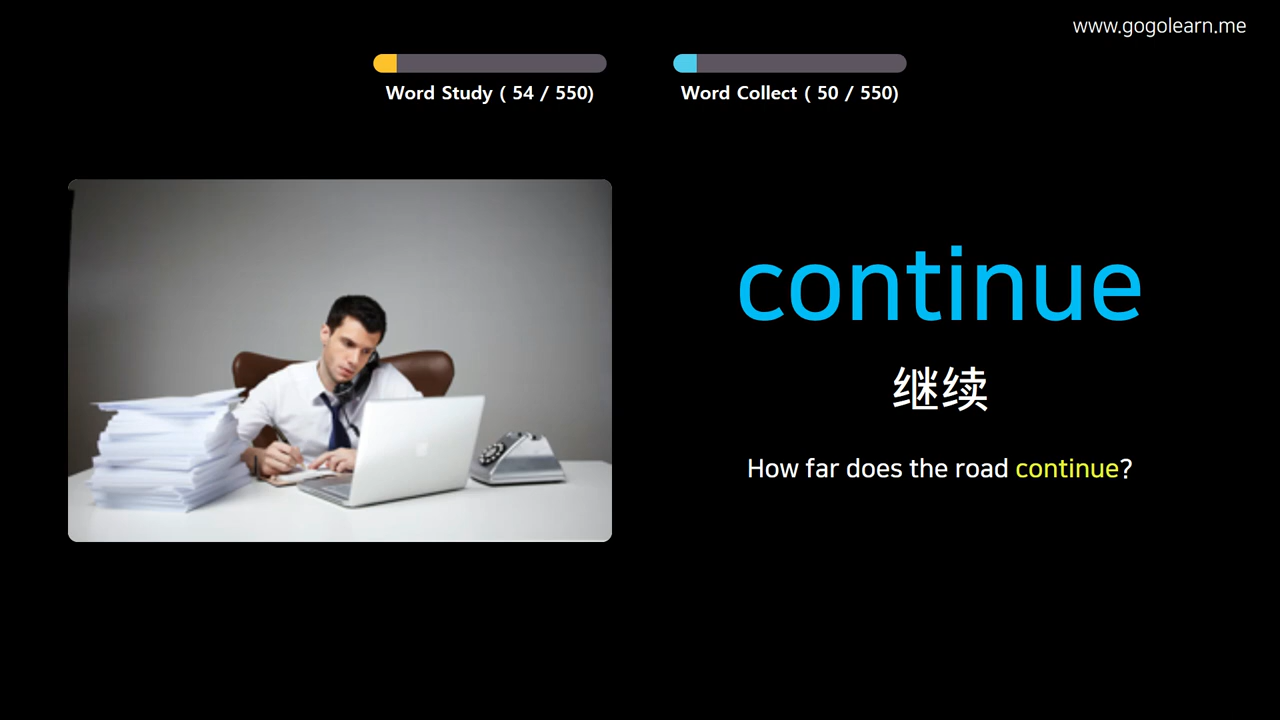 www.gogolearn.me
Word Study ( 54 / 550)
Word Collect ( 50 / 550)
continue
继续
How far does the road continue?